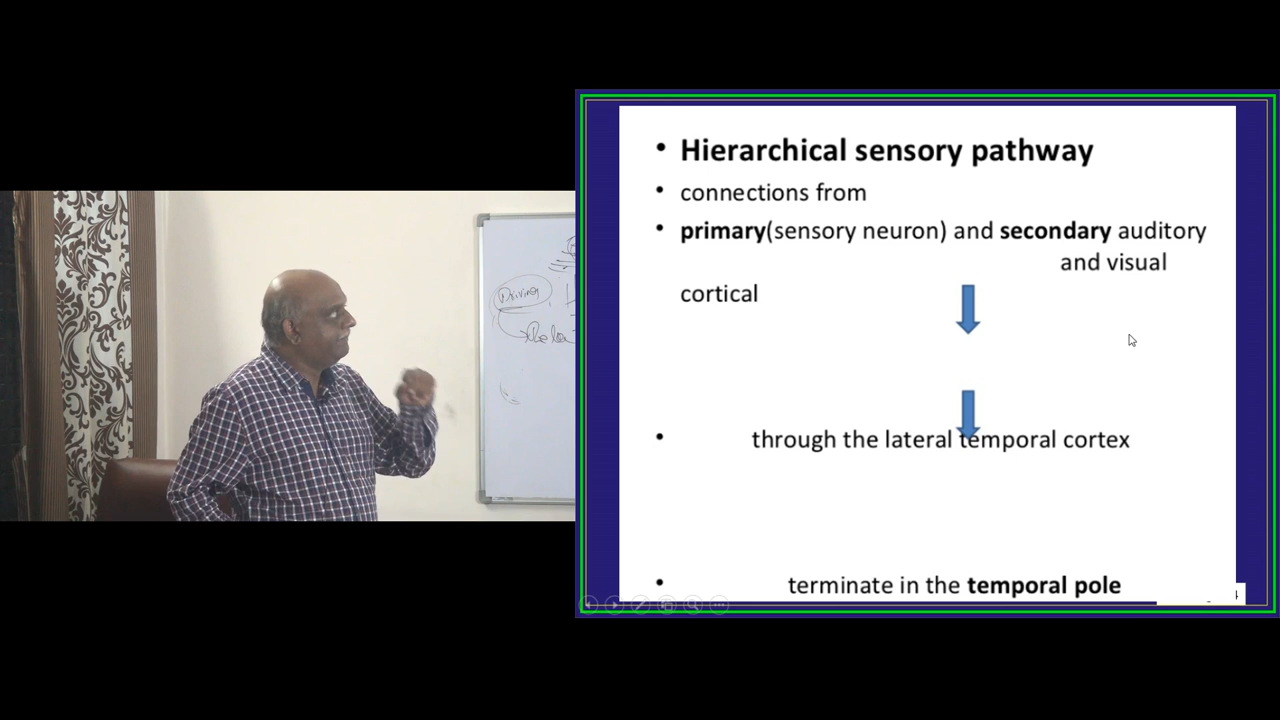 • Hierarchical sensory pathway
• connections from
• primary(sensory neuron) and secondary auditory
and visual
cortical
• through the lateral temporal cortex
• terminate in the temporal pole
Driving